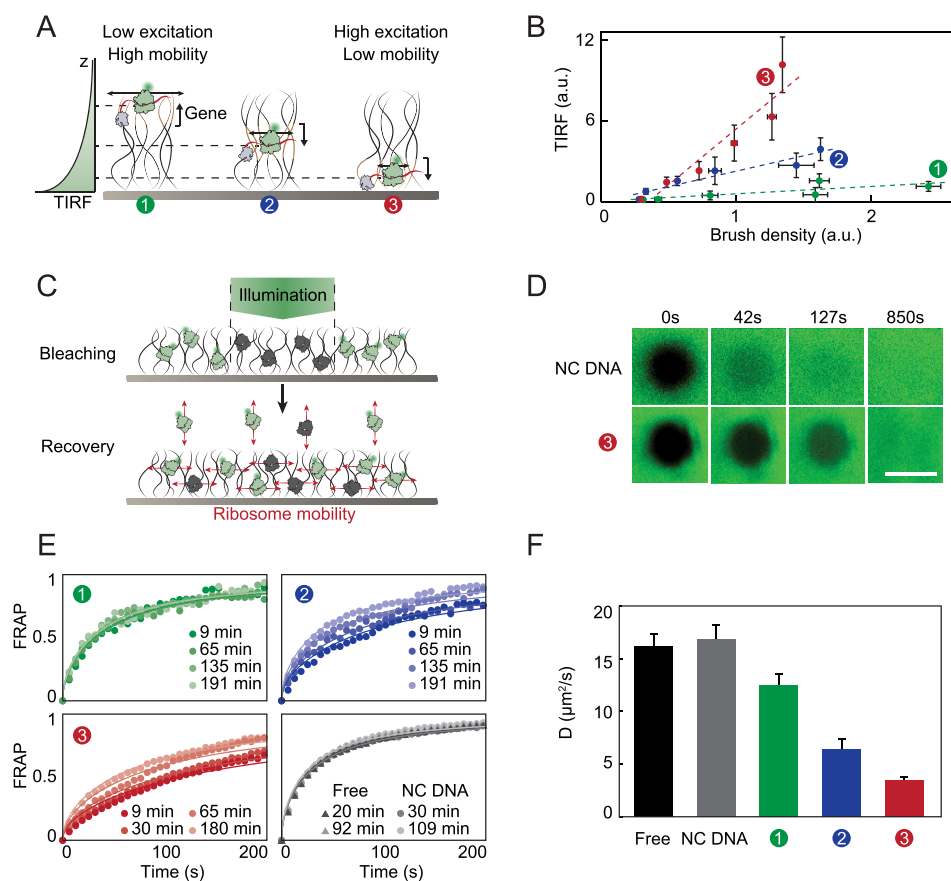 A
Low excitation
High mobility
High excitation
Low mobility
z
Gene
TIRF
1
2
3
B
TIRF (a.u.)
12
6
0
0
1
2
Brush density (a.u.)
3
2
1
C
Illumination
Bleaching
Recovery
Ribosome mobility
D
0s
42s
127s
850s
NC DNA
3
E
FRAP
1
0.5
0
1
9 min
65 min
135 min
191 min
2
9 min
65 min
135 min
191 min
FRAP
1
0.5
0
3
9 min
65 min
30 min
180 min
Free
NC DNA
20 min
30 min
92 min
109 min
0
100
200
0
100
200
Time (s)
Time (s)
F
D (μm²/s)
20
15
10
5
0
Free
NC DNA
1
2
3